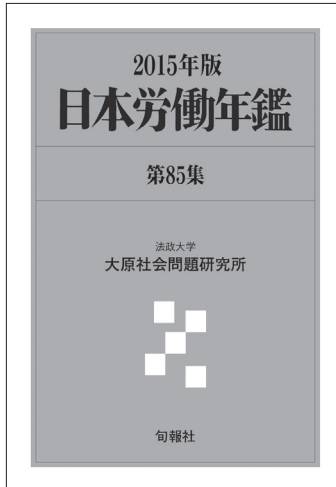 2015年版
日本労働年鑑
第85集
法政大学
大原社会問題研究所
旬報社